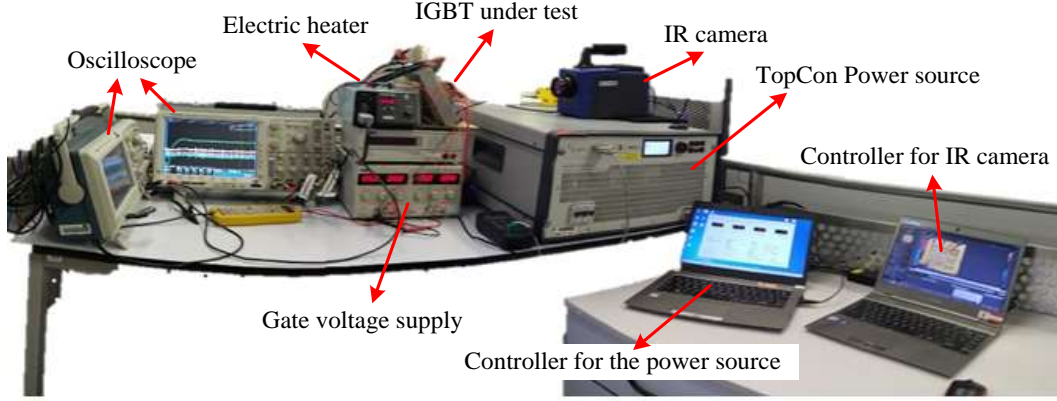 IGBT under test
Electric heater
IR camera
Oscilloscope
TopCon Power source
Controller for IR camera
Gate voltage supply
Controller for the power source